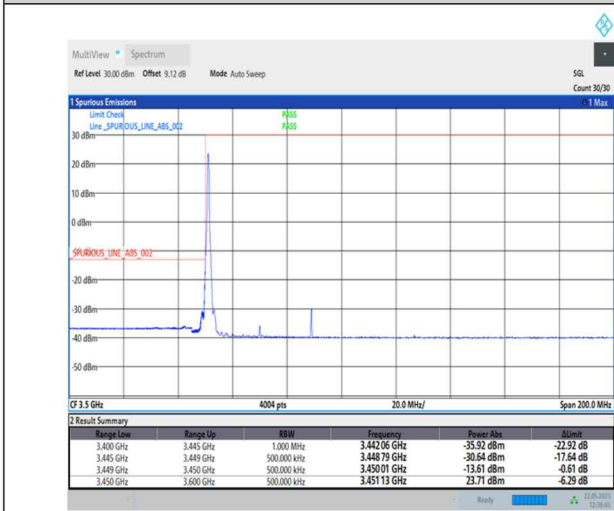 MultiView Spectrum
Ref Level 30.00 dBm Offset 9.12 dB Mode Auto Sweep SGL
Count 30/30
1 Spurious Emissions 1 Max
Limit Check PASS
Line _SPURIOUS_LINE_ABS_002 PASS
30 dBm
20 dBm
10 dBm
0 dBm
-10 dBm
_SPURIOUS_LINE_ABS_002
-20 dBm
-30 dBm
-40 dBm
-50 dBm
CF 3.5 GHz 4004 pts 20.0 MHz/ Span 200.0 MHz
2 Result Summary
Range Low Range Up RBW Frequency Power Abs ΔLimit
3.400 GHz 3.445 GHz 1.000 MHz 3.44206 GHz -35.92 dBm -22.92 dB
3.445 GHz 3.449 GHz 500.000 kHz 3.44879 GHz -30.64 dBm -17.64 dB
3.449 GHz 3.450 GHz 500.000 kHz 3.45001 GHz -13.61 dBm -0.61 dB
3.450 GHz 3.600 GHz 500.000 kHz 3.45113 GHz 23.71 dBm -6.29 dB
Ready 22.05.2023